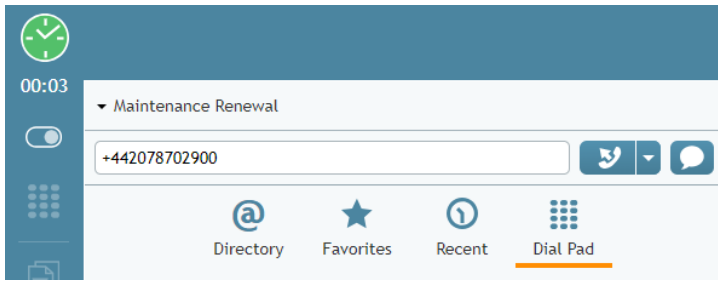 00:03
Maintenance Renewal
+442078702900
Directory Favorites Recent Dial Pad